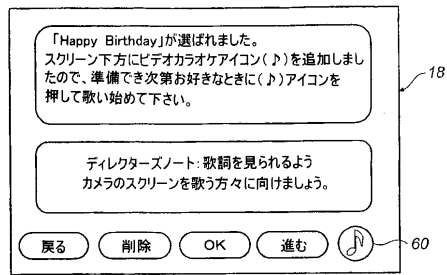 「Happy Birthday」が選ばれました。
スクリーン下方にビデオカラオケアイコン(♪)を追加しまし
たので、準備でき次第お好きなときに(♪)アイコンを
押して歌い始めて下さい。
18
ディレクターズノート:歌詞を見られるよう
カメラのスクリーンを歌う方々に向けましょう。
戻る 削除 OK 進む ♪ 60